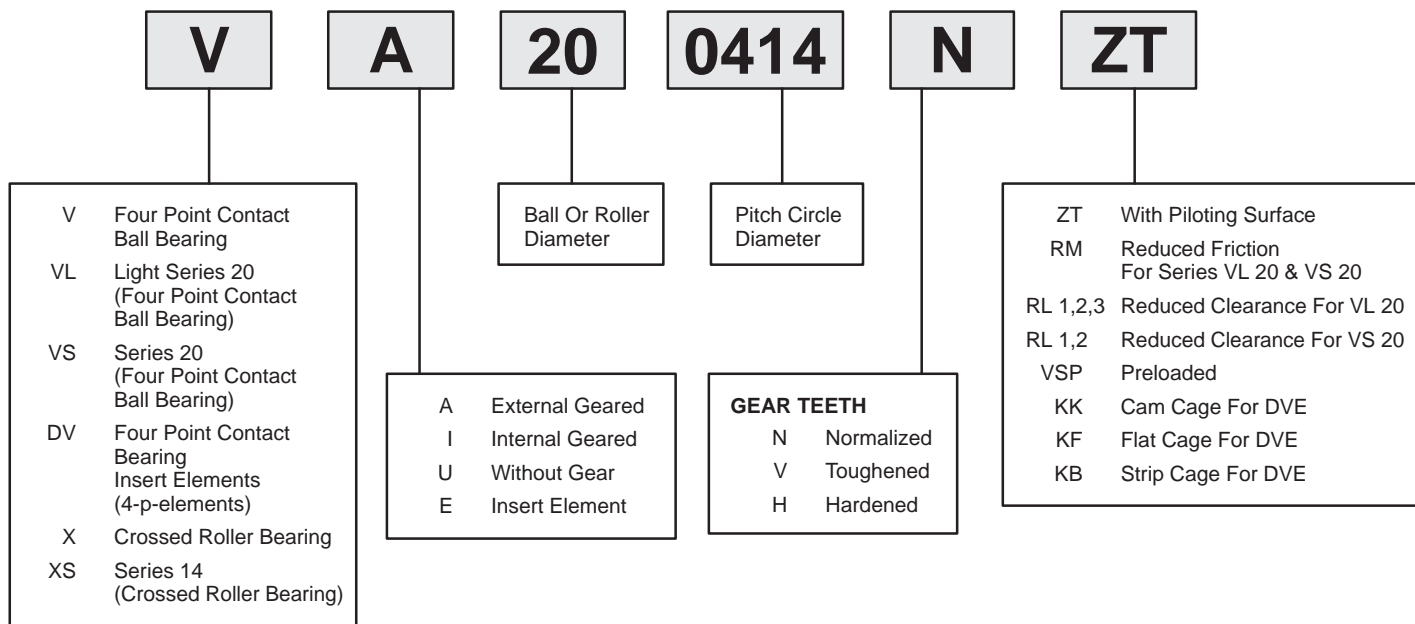 V A 20 0414 N ZT
V Four Point Contact
Ball Bearing
VL Light Series 20
(Four Point Contact
Ball Bearing)
VS Series 20
(Four Point Contact
Ball Bearing)
DV Four Point Contact
Bearing
Insert Elements
(4-p-elements)
X Crossed Roller Bearing
XS Series 14
(Crossed Roller Bearing)
A External Geared
I Internal Geared
U Without Gear
E Insert Element
Ball Or Roller
Diameter
Pitch Circle
Diameter
GEAR TEETH
N Normalized
V Toughened
H Hardened
ZT With Piloting Surface
RM Reduced Friction
For Series VL 20 & VS 20
RL 1,2,3 Reduced Clearance For VL 20
RL 1,2 Reduced Clearance For VS 20
VSP Preloaded
KK Cam Cage For DVE
KF Flat Cage For DVE
KB Strip Cage For DVE